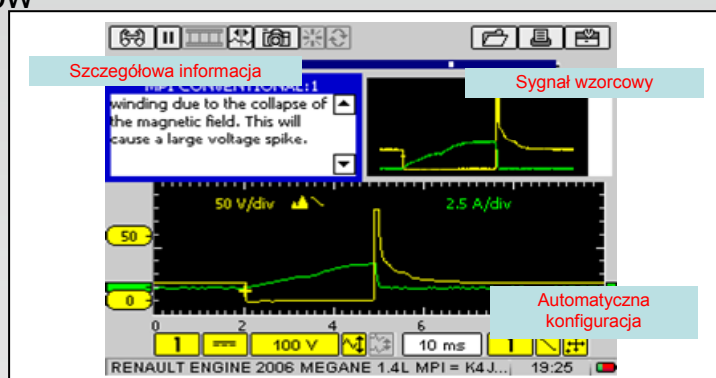 Szczegółowa informacja
Sygnał wzorcowy
MPI CONVENTIONAL:1
winding due to the collapse of
the magnetic field. This will
cause a large voltage spike.
50 V/div
2.5 A/div
50
0
0 2 4 6
1 100 V 10 ms 1
Automatyczna
konfiguracja
RENAULT ENGINE 2006 MEGANE 1.4L MPI = K4J... 19:25